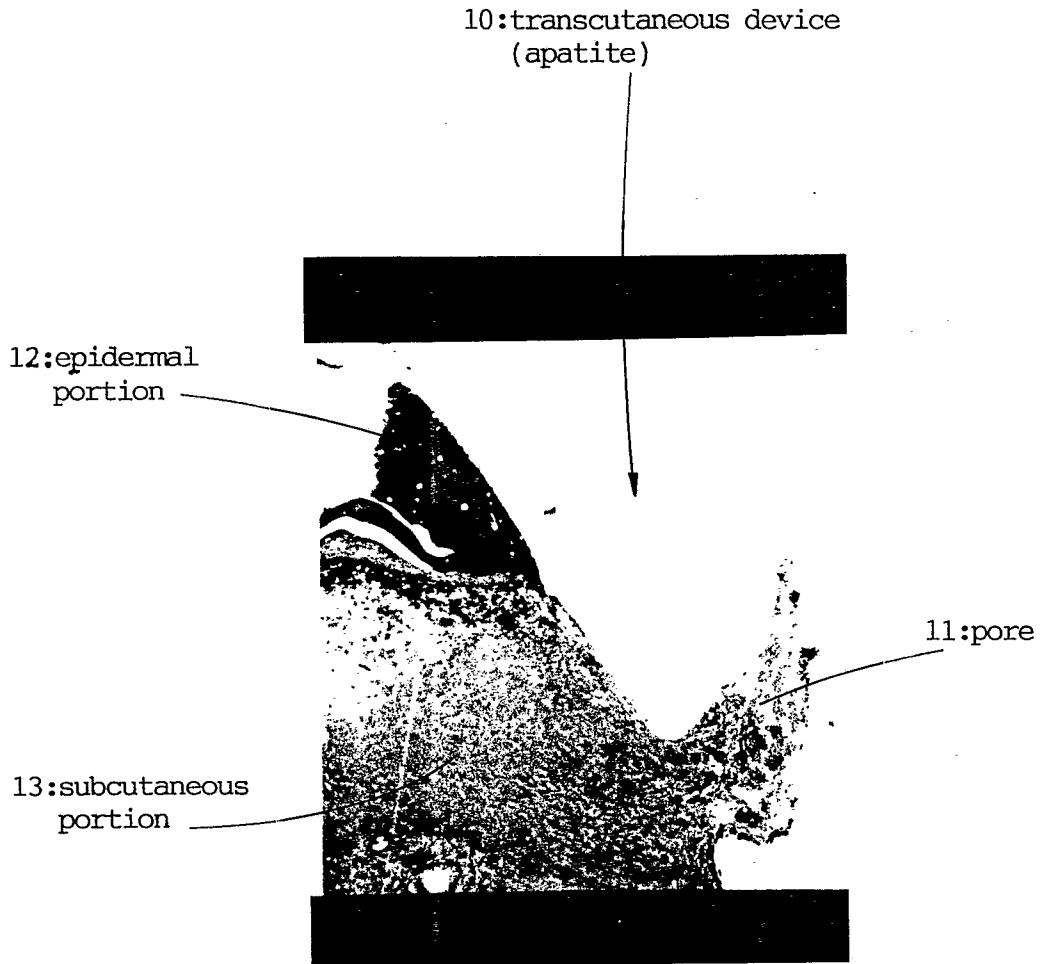 10:transcutaneous device
(apatite)
12:epidermal
portion
11:pore
13:subcutaneous
portion